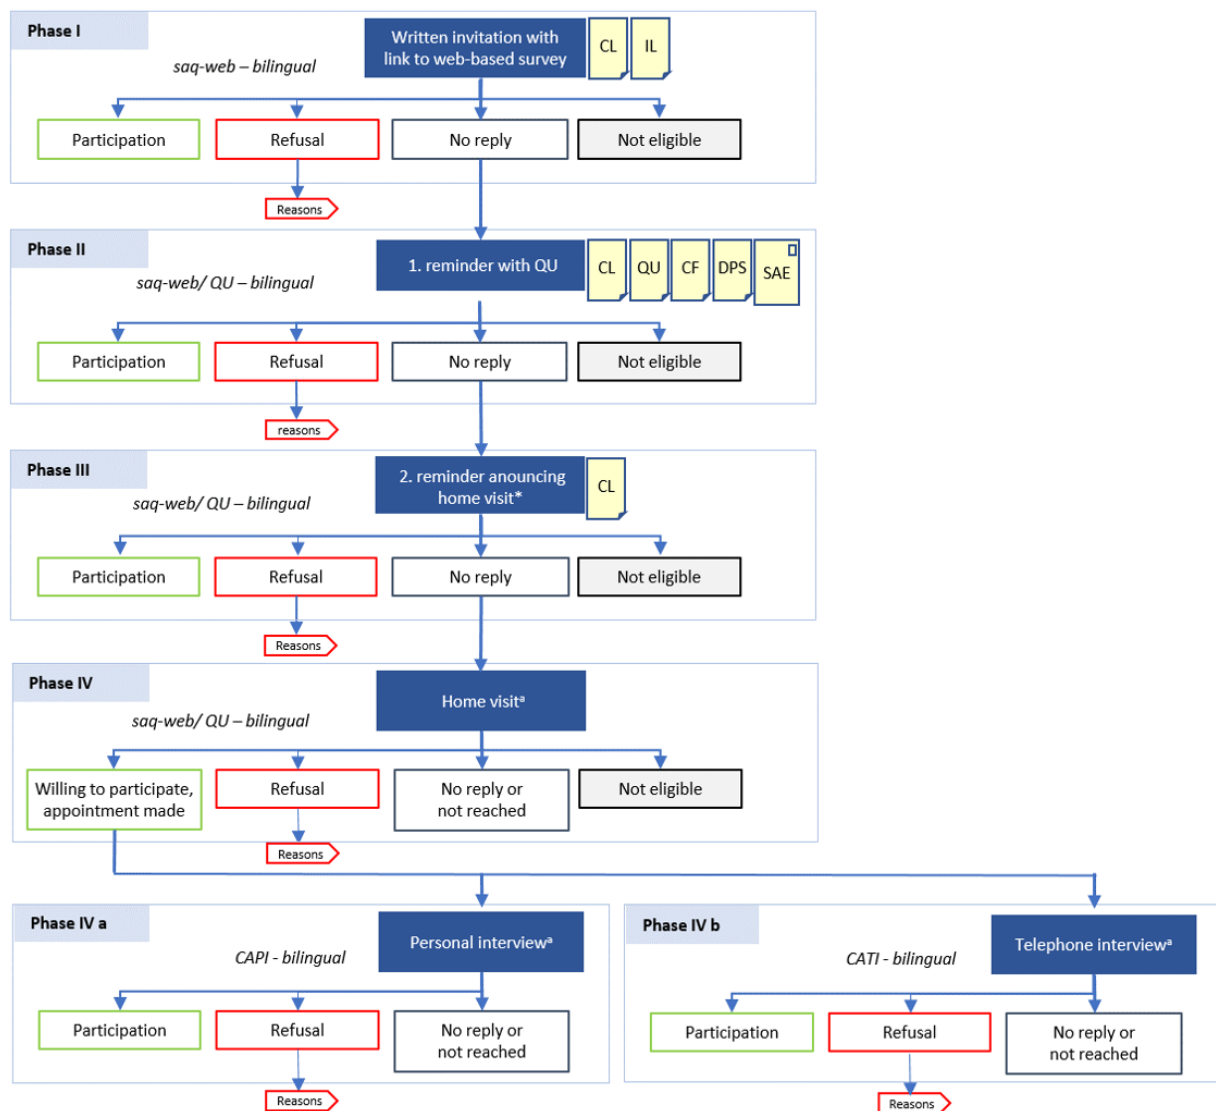 Phase I
Written invitation with
link to web-based survey
CL
IL
saq-web – bilingual
Participation
Refusal
No reply
Not eligible
Reasons
Phase II
1. reminder with QU
CL
QU
CF
DPS
SAE
saq-web/ QU – bilingual
Participation
Refusal
No reply
Not eligible
reasons
Phase III
2. reminder anouncing
home visit*
CL
saq-web/ QU – bilingual
Participation
Refusal
No reply
Not eligible
Reasons
Phase IV
Home visitª
saq-web/ QU – bilingual
Willing to participate,
appointment made
Refusal
No reply or
not reached
Not eligible
Reasons
Phase IV a
Personal interviewª
CAPI - bilingual
Participation
Refusal
No reply or
not reached
Reasons
Phase IV b
Telephone interviewª
CATI - bilingual
Participation
Refusal
No reply or
not reached
Reasons